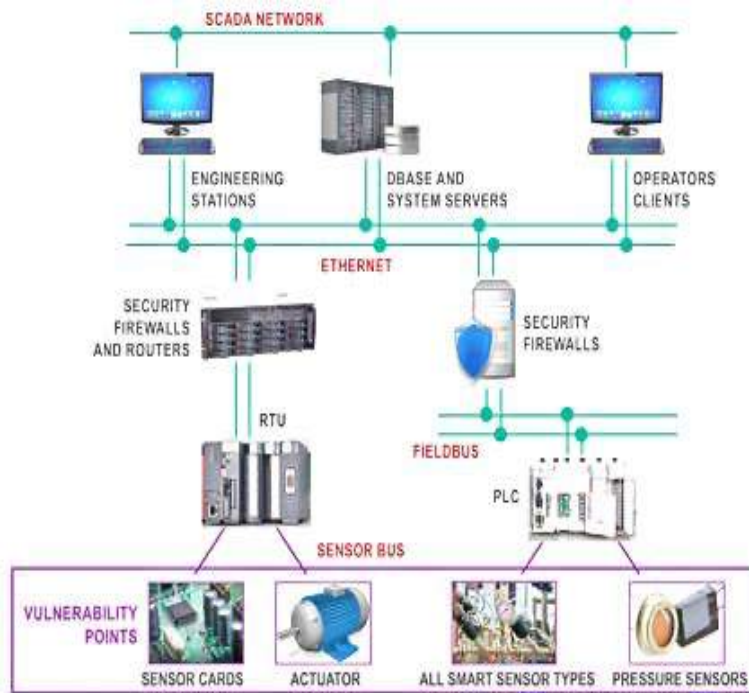 SCADA NETWORK
ENGINEERING
STATIONS
DBASE AND
SYSTEM SERVERS
OPERATORS
CLIENTS
ETHERNET
SECURITY
FIREWALLS
AND ROUTERS
SECURITY
FIREWALLS
RTU
FIELDBUS
PLC
SENSOR BUS
VULNERABILITY
POINTS
SENSOR CARDS
ACTUATOR
ALL SMART SENSOR TYPES
PRESSURE SENSORS